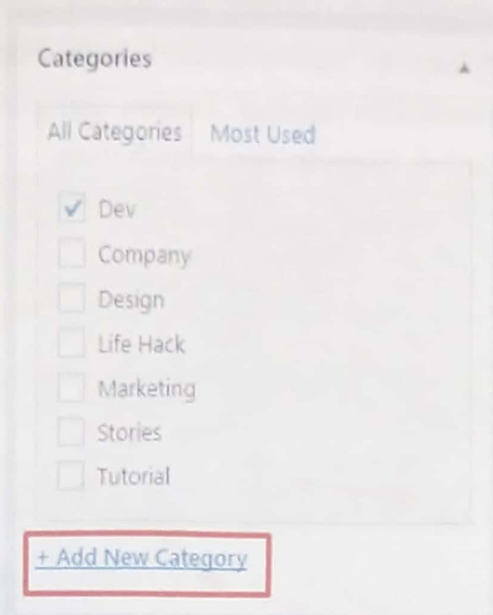 Categories
All Categories Most Used
Dev
Company
Design
Life Hack
Marketing
Stories
Tutorial
+ Add New Category